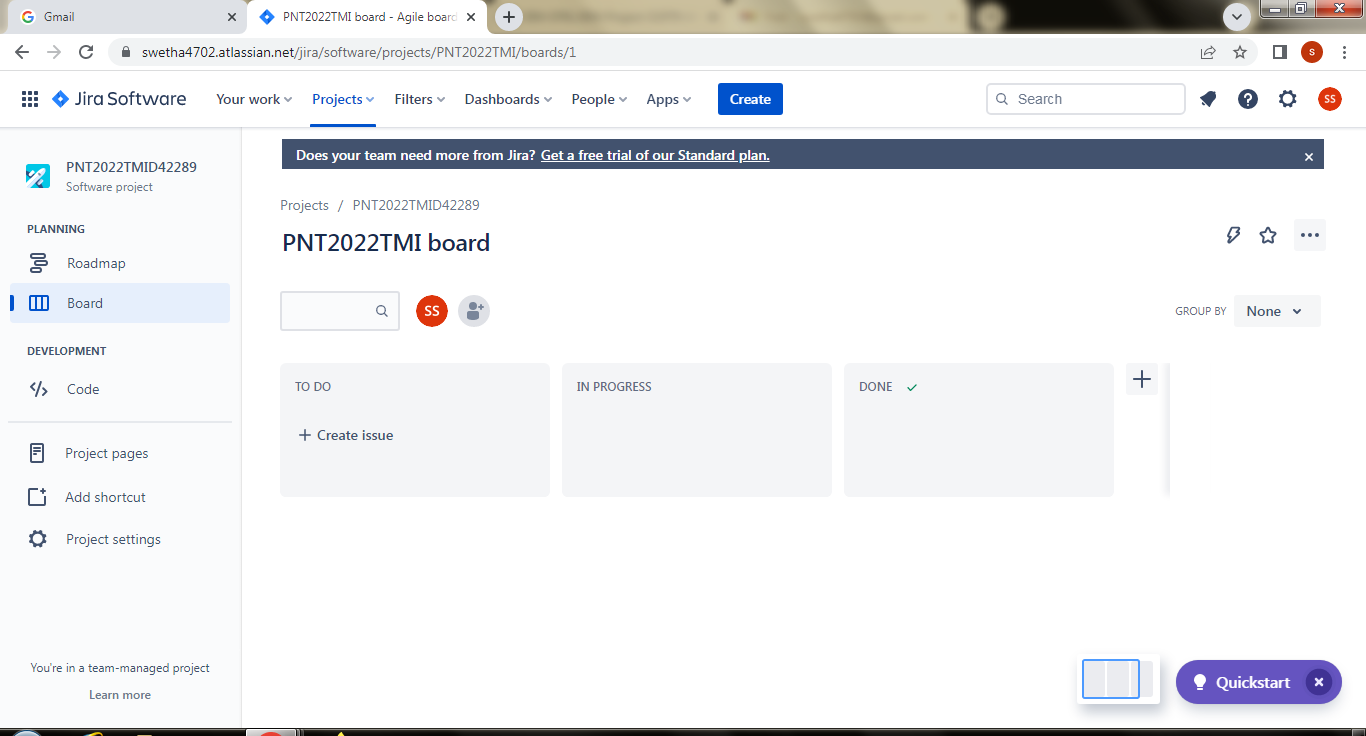 Gmail
PNT2022TMI board - Agile board
swetha4702.atlassian.net/jira/software/projects/PNT2022TMI/boards/1
S
Jira Software Your work Projects Filters Dashboards People Apps Create Search SS
PNT2022TMID42289
Software project
PLANNING
Roadmap
Board
DEVELOPMENT
Code
Project pages
Add shortcut
Project settings
You're in a team-managed project
Learn more
Does your team need more from Jira? Get a free trial of our Standard plan.
Projects / PNT2022TMID42289
PNT2022TMI board
SS
GROUP BY None
TO DO
IN PROGRESS
DONE
+ Create issue
Quickstart